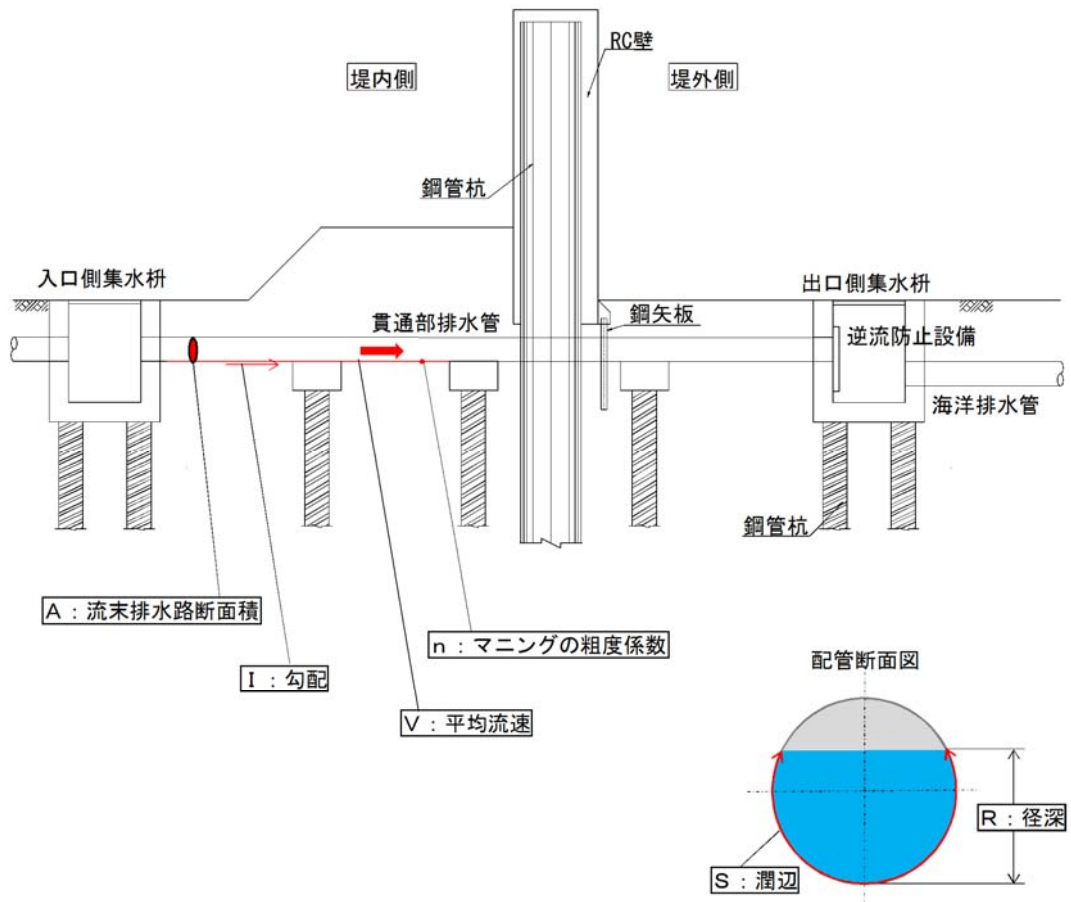 RC壁
堤内側
堤外側
鋼管杭
入口側集水枡
出口側集水枡
貫通部排水管
鋼矢板
逆流防止設備
海洋排水管
鋼管杭
A：流末排水路断面積
n：マニングの粗度係数
I：勾配
V：平均流速
配管断面図
R：径深
S：潤辺